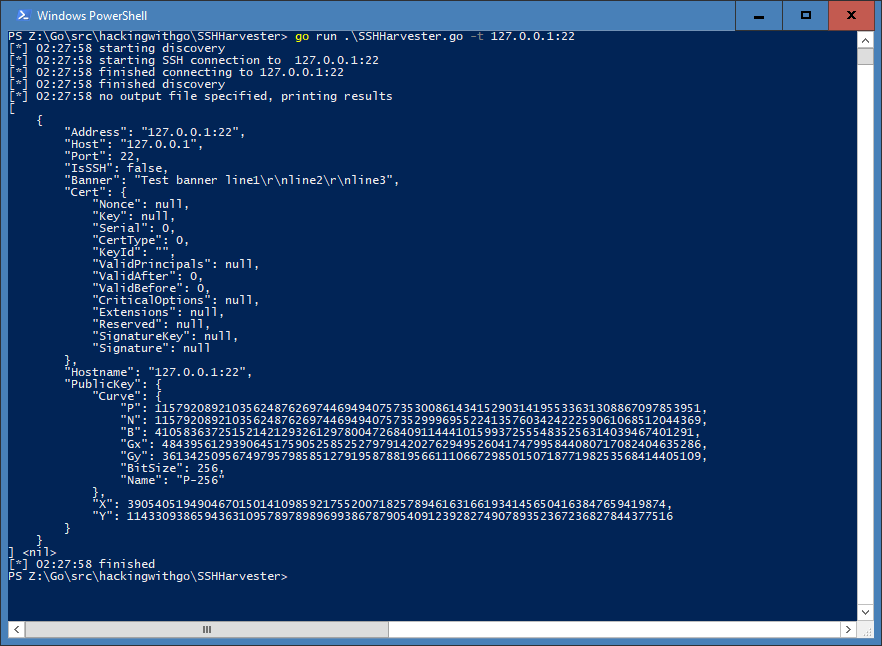 Windows PowerShell
PS Z:\Go\src\hackingwithgo\SSHHarvester> go run .\SSHHarvester.go -t 127.0.0.1:22
[*] 02:27:58 starting discovery
[*] 02:27:58 starting SSH connection to  127.0.0.1:22
[*] 02:27:58 finished connecting to 127.0.0.1:22
[*] 02:27:58 finished discovery
[*] 02:27:58 no output file specified, printing results
[
    {
        "Address": "127.0.0.1:22",
        "Host": "127.0.0.1",
        "Port": 22,
        "IsSSH": false,
        "Banner": "Test banner line1\r\nline2\r\nline3",
        "Cert": {
            "Nonce": null,
            "Key": null,
            "Serial": 0,
            "CertType": 0,
            "KeyId": "",
            "ValidPrincipals": null,
            "ValidAfter": 0,
            "ValidBefore": 0,
            "CriticalOptions": null,
            "Extensions": null,
            "Reserved": null,
            "SignatureKey": null,
            "Signature": null
        },
        "Hostname": "127.0.0.1:22",
        "PublicKey": {
            "Curve": {
                "P": 115792089210356248762697446949407573530086143415290314195533631308867097853951,
                "N": 115792089210356248762697446949407573529996955224135760342422259061068512044369,
                "B": 41058363725152142129326129780047268409114441015993725554835256314039467401291,
                "Gx": 48439561293906451759052585252797914202762949526041747995844080717082404635286,
                "Gy": 36134250956749795798585127919587881956611106672985015071877198253568414405109,
                "BitSize": 256,
                "Name": "P-256"
            },
            "X": 39054051949046701501410985921755200718257894616316619341456504163847659419874,
            "Y": 114330938659436310957897898969938678790540912392827490789352367236827844377516
        }
    }
] <nil>
[*] 02:27:58 finished
PS Z:\Go\src\hackingwithgo\SSHHarvester>